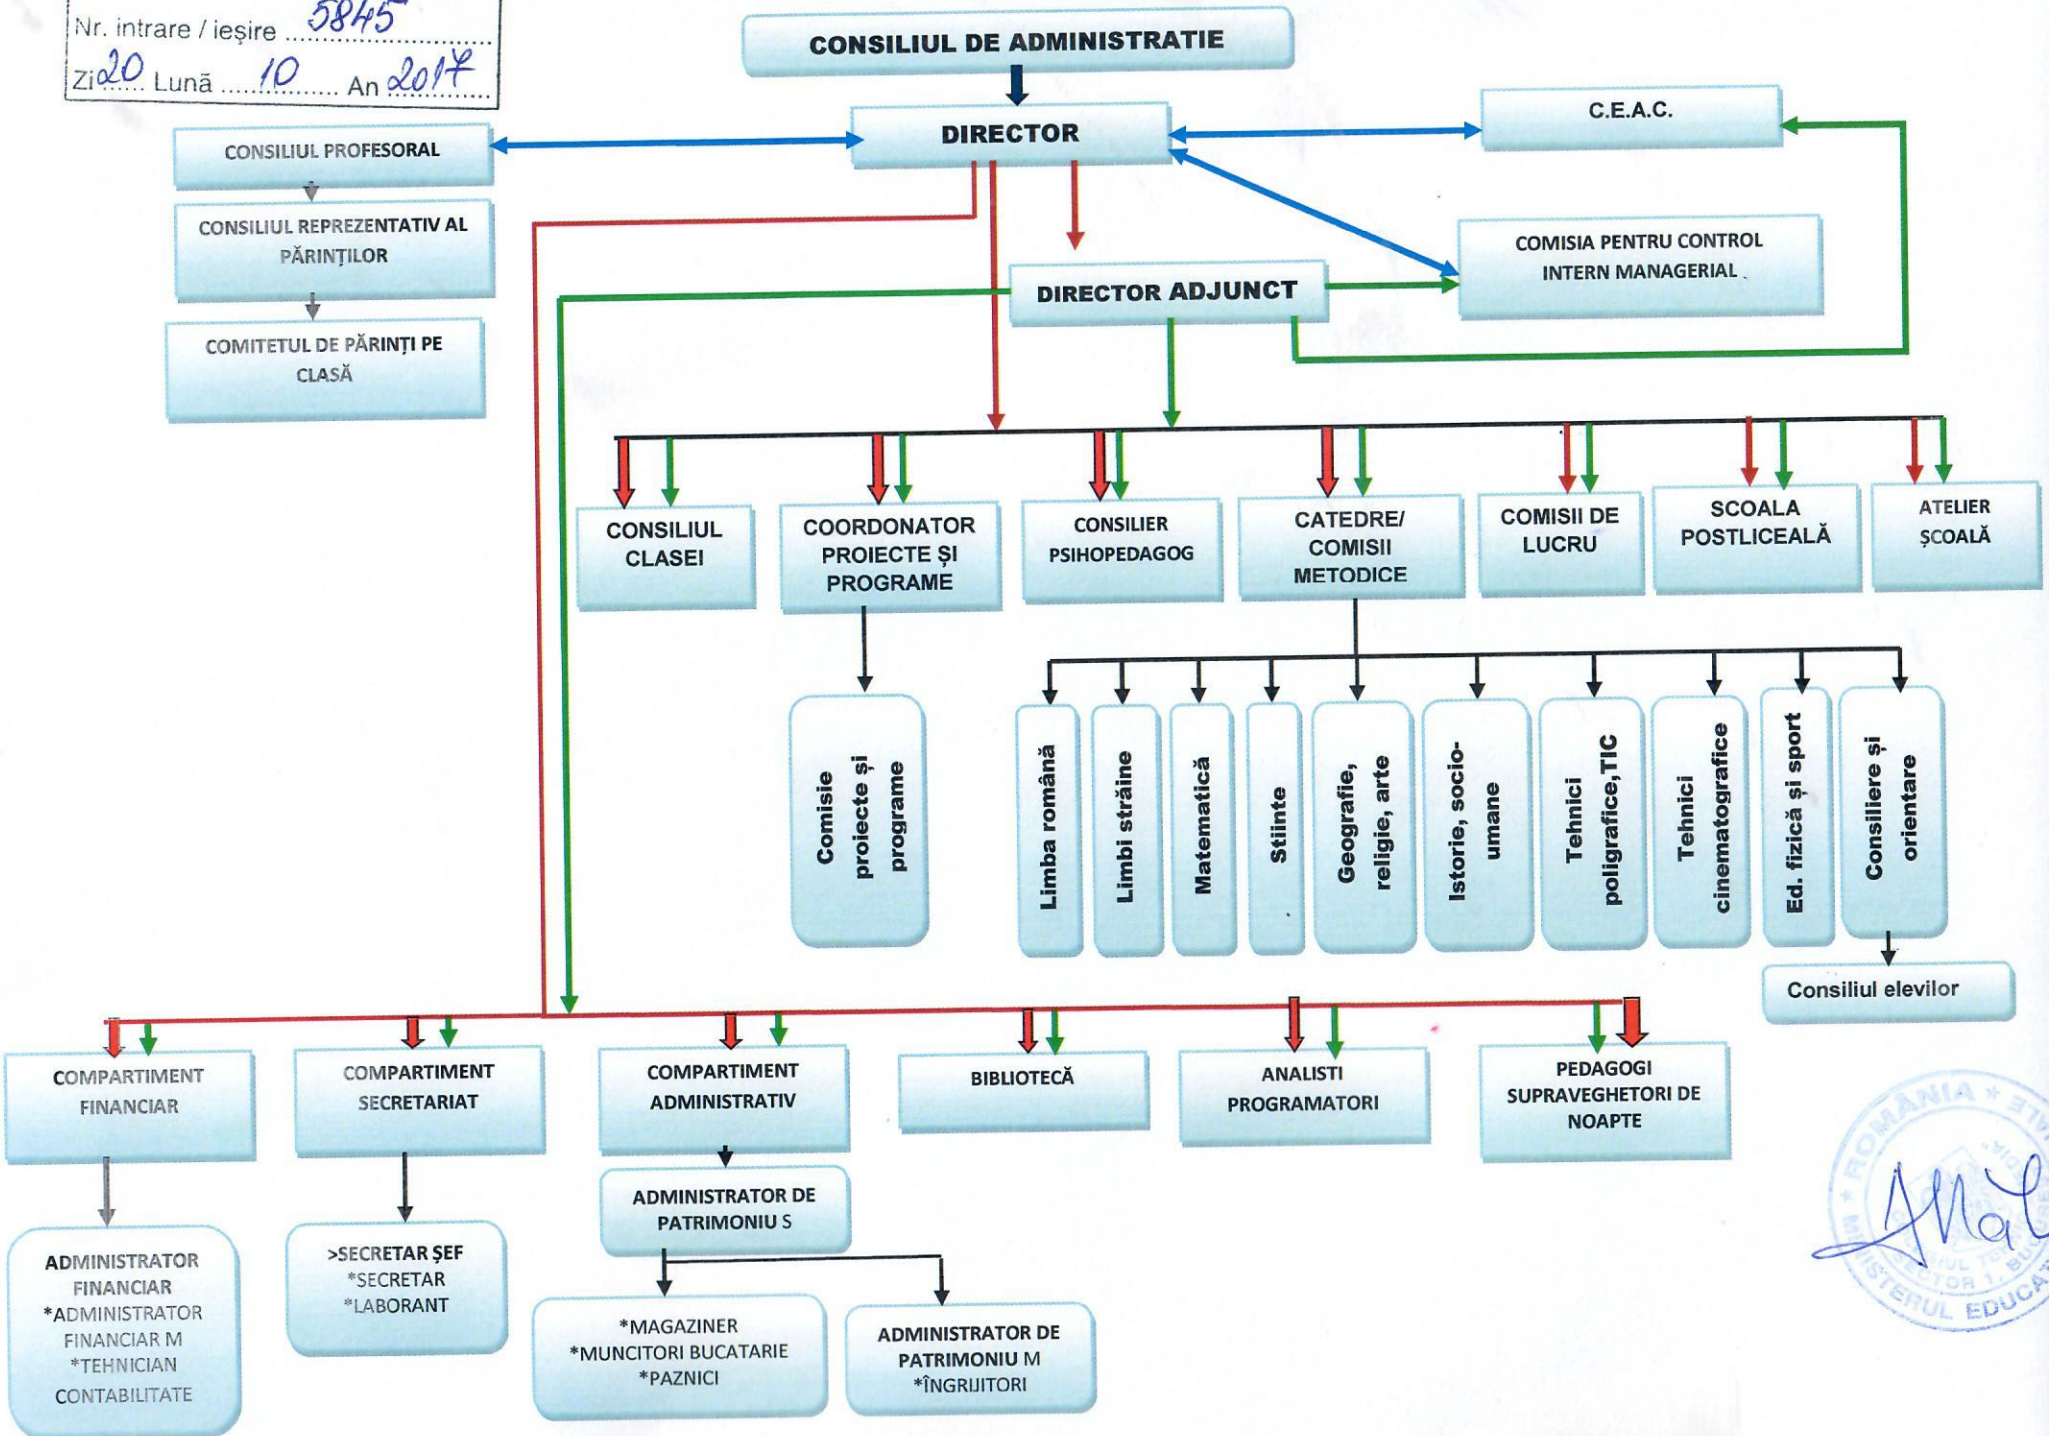 Nr. intrare / ieșire 5845
Zi 20 Lună 10 An 2017
CONSILIUL DE ADMINISTRATIE
DIRECTOR
C.E.A.C.
CONSILIUL PROFESORAL
CONSILIUL REPREZENTATIV AL
PĂRINȚILOR
COMITETUL DE PĂRINȚI PE
CLASĂ
COMISIA PENTRU CONTROL
INTERN MANAGERIAL
DIRECTOR ADJUNCT
CONSILIUL
CLASEI
COORDONATOR
PROIECTE ȘI
PROGRAME
CONSILIER
PSIHOPEDAGOG
CATEDRE/
COMISII
METODICE
COMISII DE
LUCRU
SCOALA
POSTLICEALĂ
ATELIER
ȘCOALĂ
Comisie
proiecte și
programe
Limba română
Limbi străine
Matematică
Stiinte
Geografie,
religie, arte
Istorie, socio-
umane
Tehnici
poligrafice,TIC
Tehnici
cinematografice
Ed. fizică și sport
Consiliere și
orientare
Consiliul elevilor
COMPARTIMENT
FINANCIAR
COMPARTIMENT
SECRETARIAT
COMPARTIMENT
ADMINISTRATIV
BIBLIOTECĂ
ANALISTI
PROGRAMATORI
PEDAGOGI
SUPRAVEGHETORI DE
NOAPTE
ADMINISTRATOR
FINANCIAR
*ADMINISTRATOR
FINANCIAR M
*TEHNICIAN
CONTABILITATE
>SECRETAR ȘEF
*SECRETAR
*LABORANT
ADMINISTRATOR DE
PATRIMONIU S
*MAGAZINER
*MUNCITORI BUCATARIE
*PAZNICI
ADMINISTRATOR DE
PATRIMONIU M
*ÎNGRIJITORI
ROMÂNIA
SECTOR 1